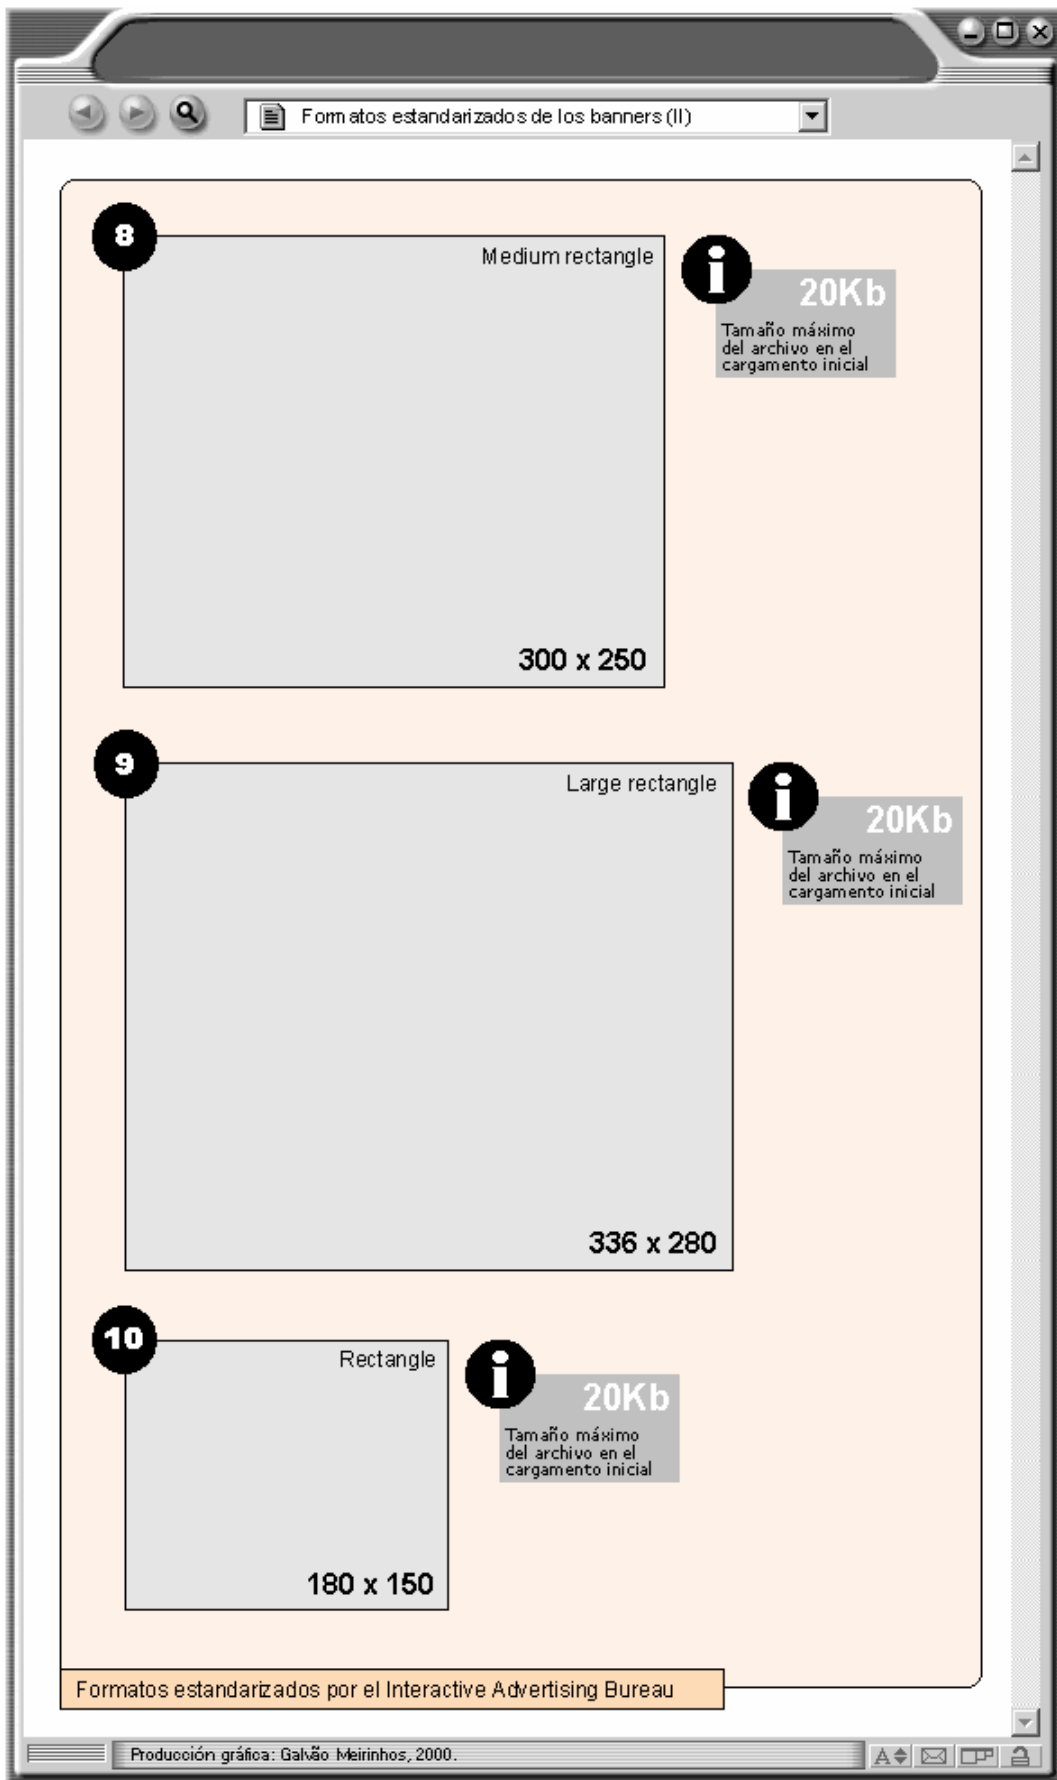 Formatos estandarizados de los banners (II)
8
Medium rectangle
i
20Kb
Tamaño máximo
del archivo en el
cargamento inicial
300 x 250
9
Large rectangle
i
20Kb
Tamaño máximo
del archivo en el
cargamento inicial
336 x 280
10
Rectangle
i
20Kb
Tamaño máximo
del archivo en el
cargamento inicial
180 x 150
Formatos estandarizados por el Interactive Advertising Bureau
Producción gráfica: Galvão Meirinhos, 2000.
A